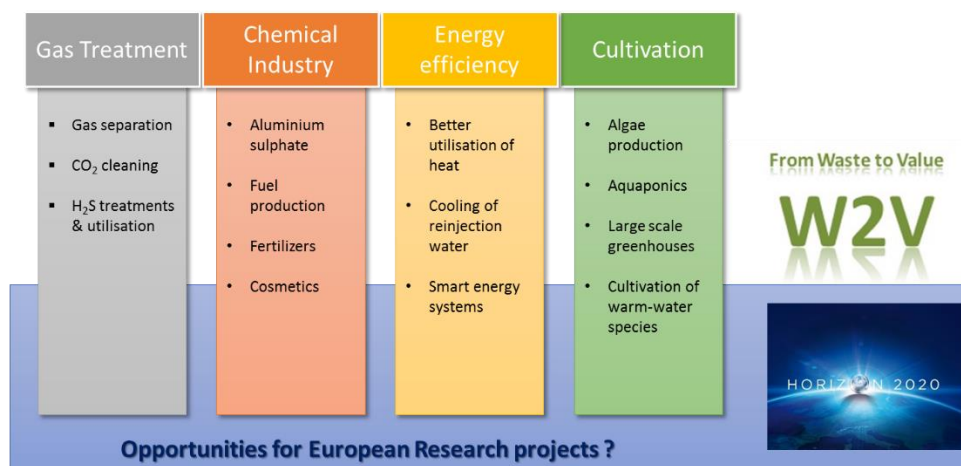 Gas Treatment
▪ Gas separation
▪ CO₂ cleaning
▪ H₂S treatments
& utilisation
Chemical
Industry
• Aluminium
sulphate
• Fuel
production
• Fertilizers
• Cosmetics
Energy
efficiency
• Better
utilisation of
heat
• Cooling of
reinjection
water
• Smart energy
systems
Cultivation
• Algae
production
• Aquaponics
• Large scale
greenhouses
• Cultivation of
warm-water
species
From Waste to Value
W2V
HORIZON 2020
Opportunities for European Research projects ?